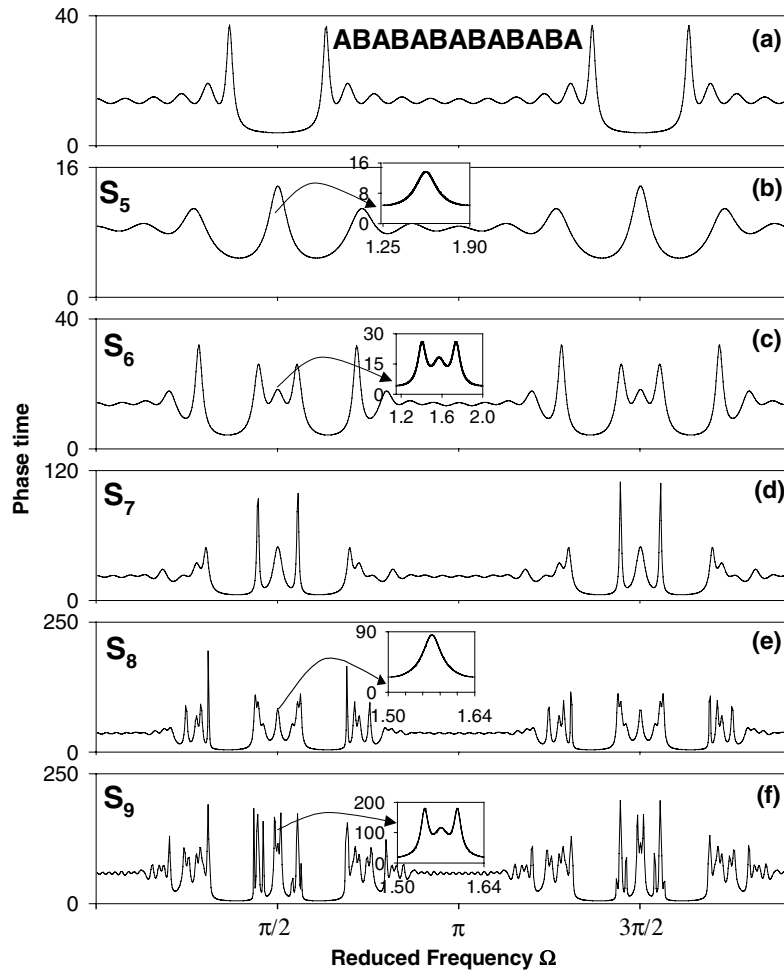 40
ABABABABABABA
(a)
0
16
S5
16
8
0
1.25
1.90
(b)
0
40
S6
30
15
0
1.2
1.6
2.0
(c)
0
Phase time
120
S7
(d)
0
250
S8
90
0
1.50
1.64
(e)
0
250
S9
200
100
0
1.50
1.64
(f)
0
π/2
π
3π/2
Reduced Frequency Ω